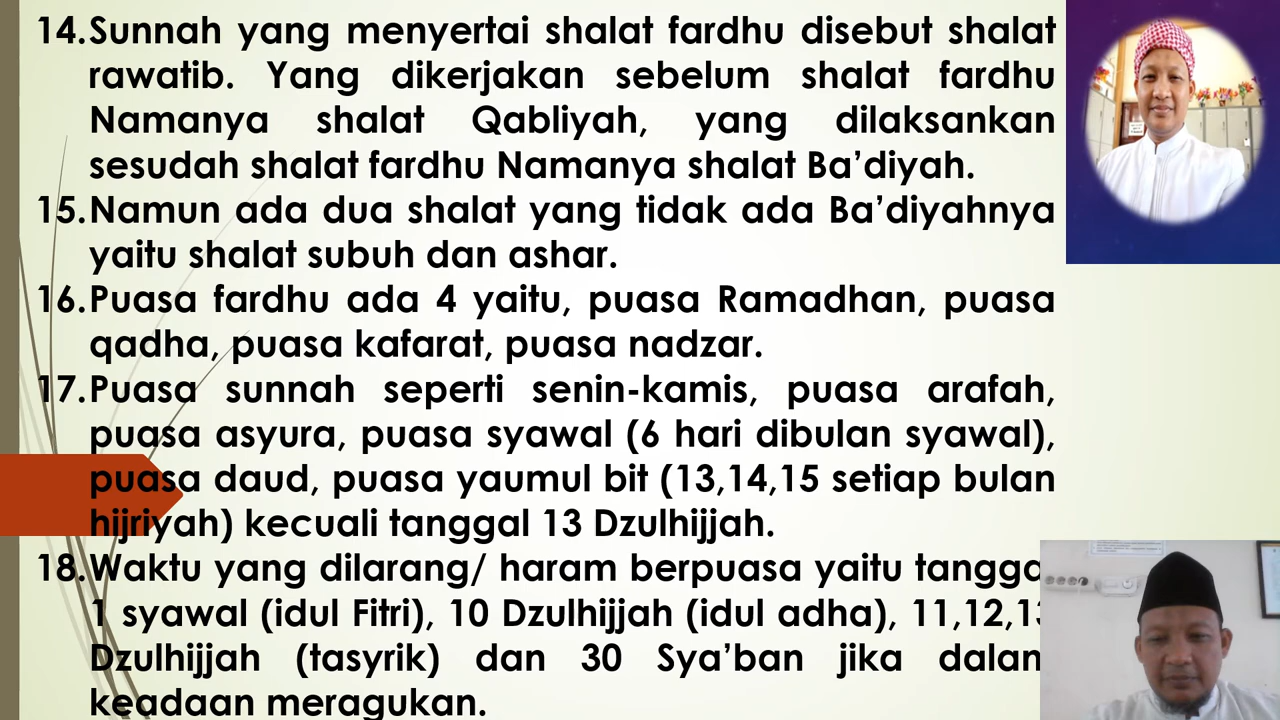 14.Sunnah yang menyertai shalat fardhu disebut shalat
rawatib. Yang dikerjakan sebelum shalat fardhu
Namanya shalat Qabliyah, yang dilaksankan
sesudah shalat fardhu Namanya shalat Ba’diyah.
15.Namun ada dua shalat yang tidak ada Ba’diyahnya
yaitu shalat subuh dan ashar.
16.Puasa fardhu ada 4 yaitu, puasa Ramadhan, puasa
qadha, puasa kafarat, puasa nadzar.
17.Puasa sunnah seperti senin-kamis, puasa arafah,
puasa asyura, puasa syawal (6 hari dibulan syawal),
puasa daud, puasa yaumul bit (13,14,15 setiap bulan
hijriyah) kecuali tanggal 13 Dzulhijjah.
18.Waktu yang dilarang/ haram berpuasa yaitu tangga
1 syawal (idul Fitri), 10 Dzulhijjah (idul adha), 11,12,13
Dzulhijjah (tasyrik) dan 30 Sya’ban jika dalam
keadaan meragukan.